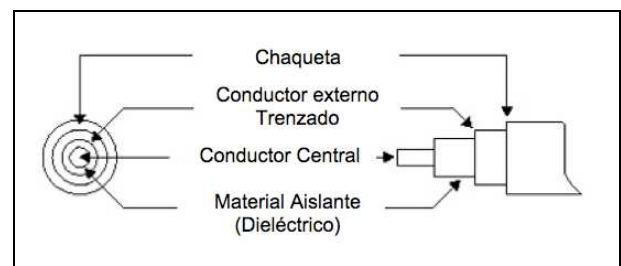 Chaqueta
Conductor externo
Trenzado
Conductor Central
Material Aislante
(Dieléctrico)